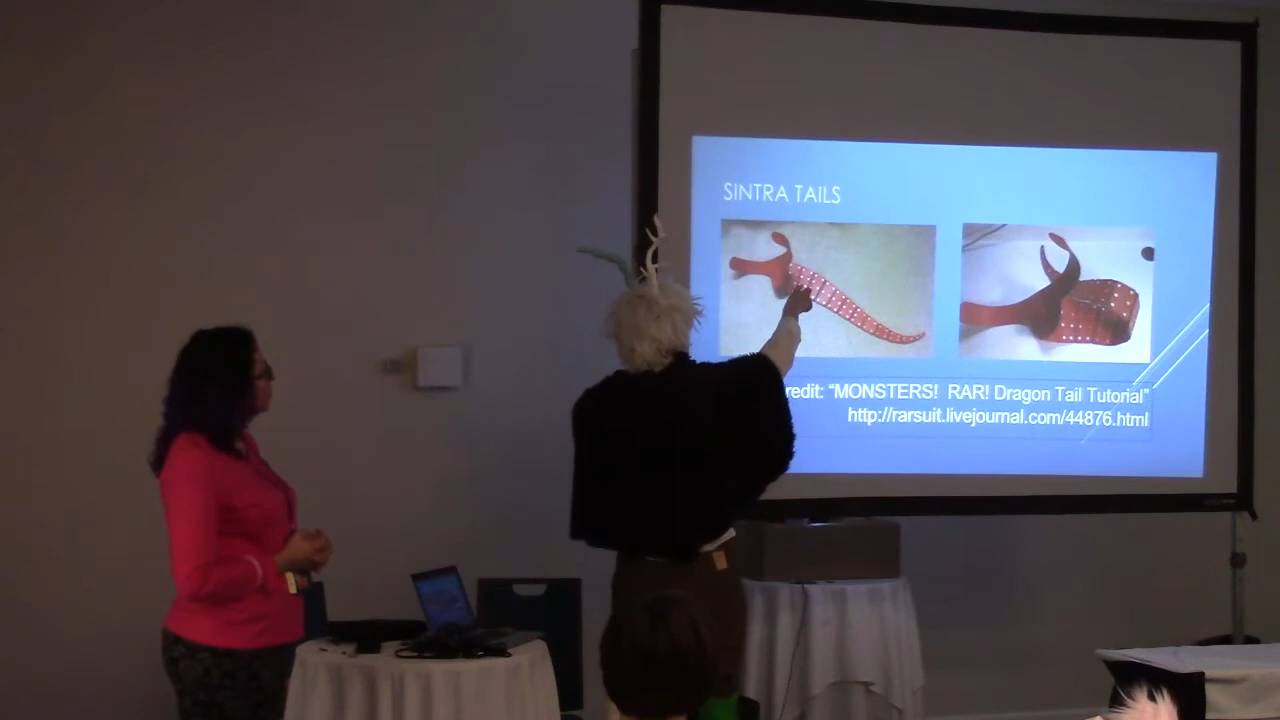 SINTRA TAILS
redit: “MONSTERS!  RAR! Dragon Tail Tutorial”
http://rarsuit.livejournal.com/44876.html